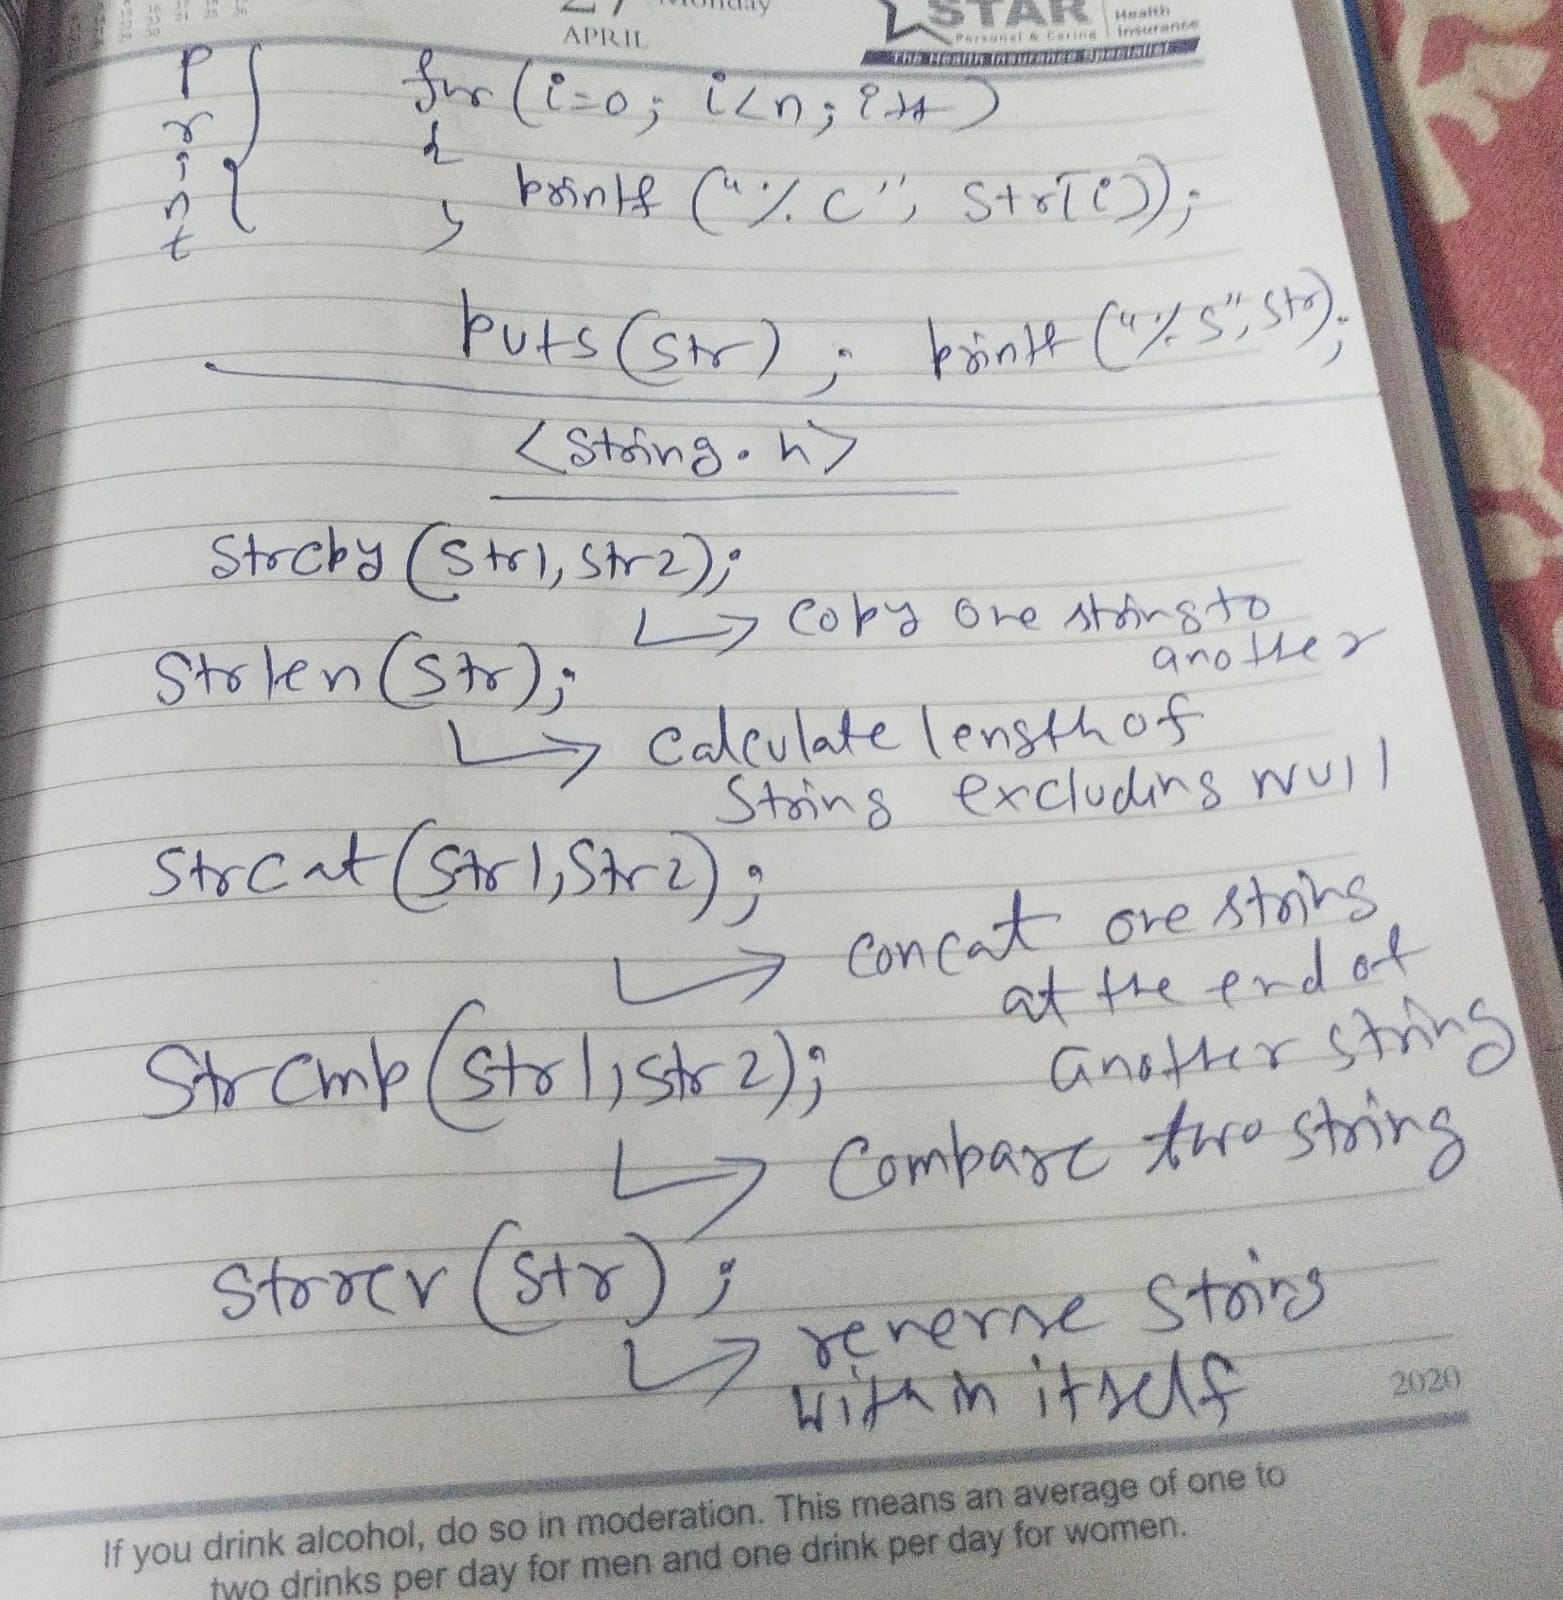 27 Monday
APRIL
STAR Health
Personal & Caring Insurance
The Health Insurance Specialist
Print
for (i=0; i<n; i++)
{
printf ("%c", str[i]);
}
puts (str) ; printf ("%s", str);
<string.h>
strcpy (str1, str2);
copy one string to
another
strlen (str);
calculate length of
string excluding NULL
strcat (str1, str2);
concat one string
at the end of
another string
strcmp (str1, str2);
compare two string
strrev (str);
reverse string
within itself
2020
If you drink alcohol, do so in moderation. This means an average of one to
two drinks per day for men and one drink per day for women.